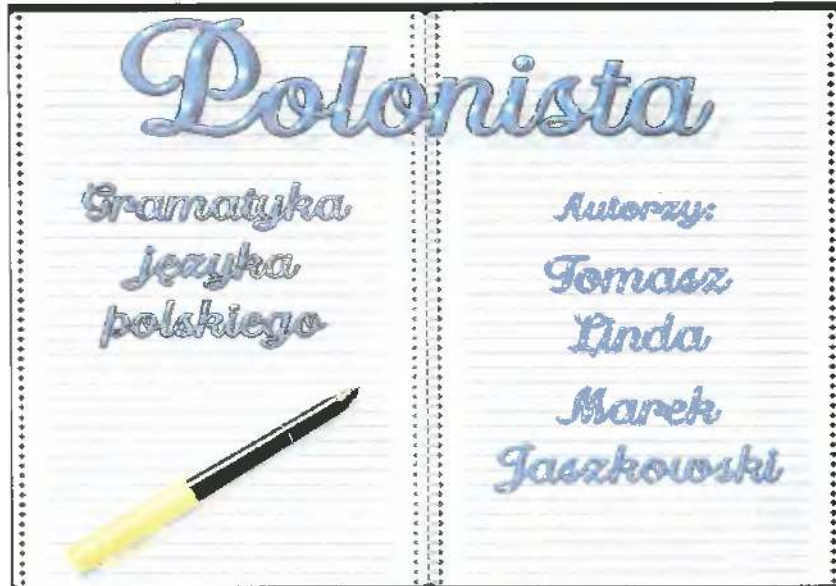 Polonista
Gramatyka
języka
polskiego
Autorzy:
Tomasz
Linda
Marek
Jaszkowski